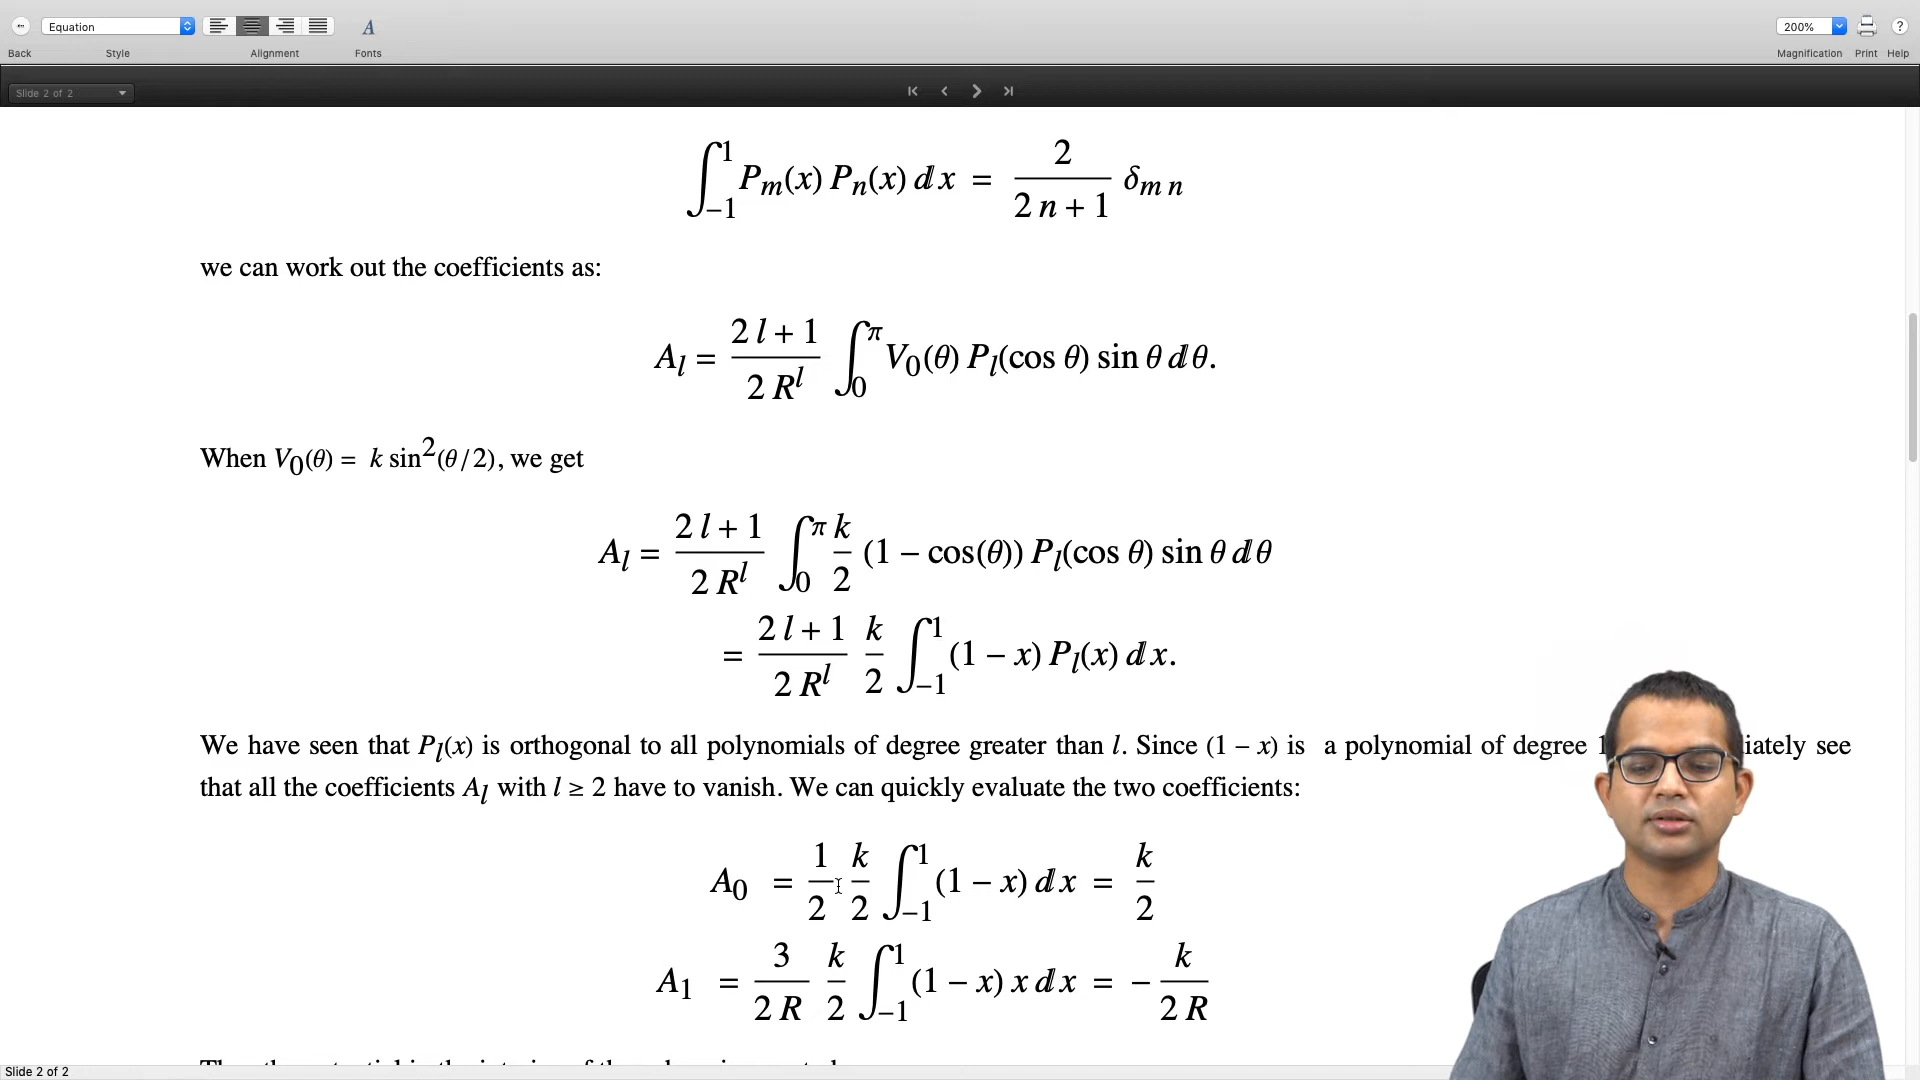 Equation
200%
Back Style Alignment Fonts Magnification Print Help
Slide 2 of 2
∫_{-1}^{1} P_m(x) P_n(x) dx = 2/(2n+1) δ_{mn}
we can work out the coefficients as:
A_l = (2l+1)/(2R^l) ∫_0^π V_0(θ) P_l(cos θ) sin θ dθ.
When V_0(θ) = k sin^2(θ/2), we get
A_l = (2l+1)/(2R^l) ∫_0^π k/2 (1 – cos(θ)) P_l(cos θ) sin θ dθ
= (2l+1)/(2R^l) k/2 ∫_{-1}^{1} (1 – x) P_l(x) dx.
We have seen that P_l(x) is orthogonal to all polynomials of degree greater than l. Since (1 – x) is a polynomial of degree 1 see
that all the coefficients A_l with l ≥ 2 have to vanish. We can quickly evaluate the two coefficients:
A_0 = 1/2 k/2 ∫_{-1}^{1} (1 – x) dx = k/2
A_1 = 3/(2R) k/2 ∫_{-1}^{1} (1 – x) x dx = – k/(2R)
Slide 2 of 2